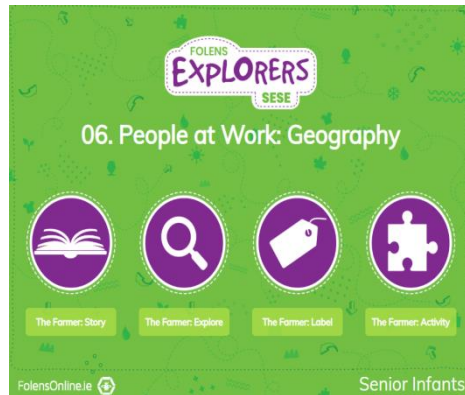 FOLENS
EXPLORERS
SESE
06. People at Work: Geography
The Farmer: Story
The Farmer: Explore
The Farmer: Label
The Farmer: Activity
FolensOnline.ie
Senior Infants